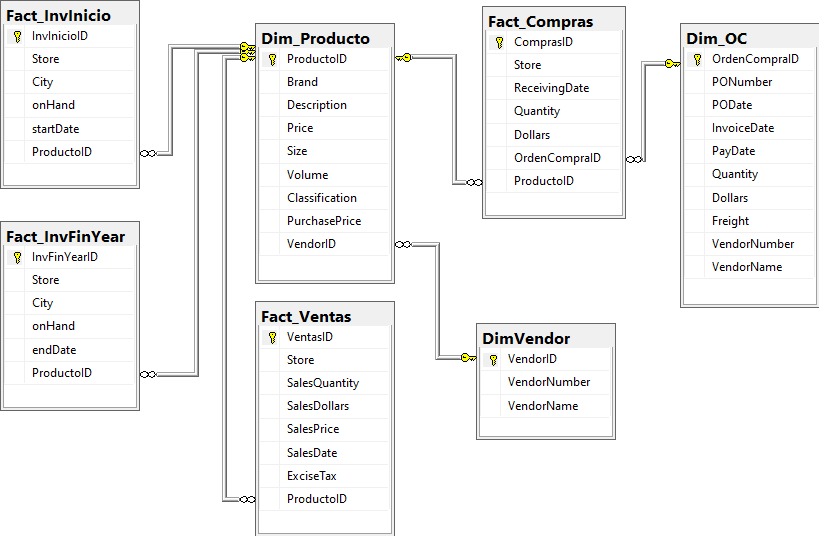 Fact_InvInicio
InvInicioID
Store
City
onHand
startDate
ProductoID
Fact_InvFinYear
InvFinYearID
Store
City
onHand
endDate
ProductoID
Dim_Producto
ProductoID
Brand
Description
Price
Size
Volume
Classification
PurchasePrice
VendorID
Fact_Ventas
VentasID
Store
SalesQuantity
SalesDollars
SalesPrice
SalesDate
ExciseTax
ProductoID
Fact_Compras
ComprasID
Store
ReceivingDate
Quantity
Dollars
OrdenCompraID
ProductoID
DimVendor
VendorID
VendorNumber
VendorName
Dim_OC
OrdenCompraID
PONumber
PODate
InvoiceDate
PayDate
Quantity
Dollars
Freight
VendorNumber
VendorName